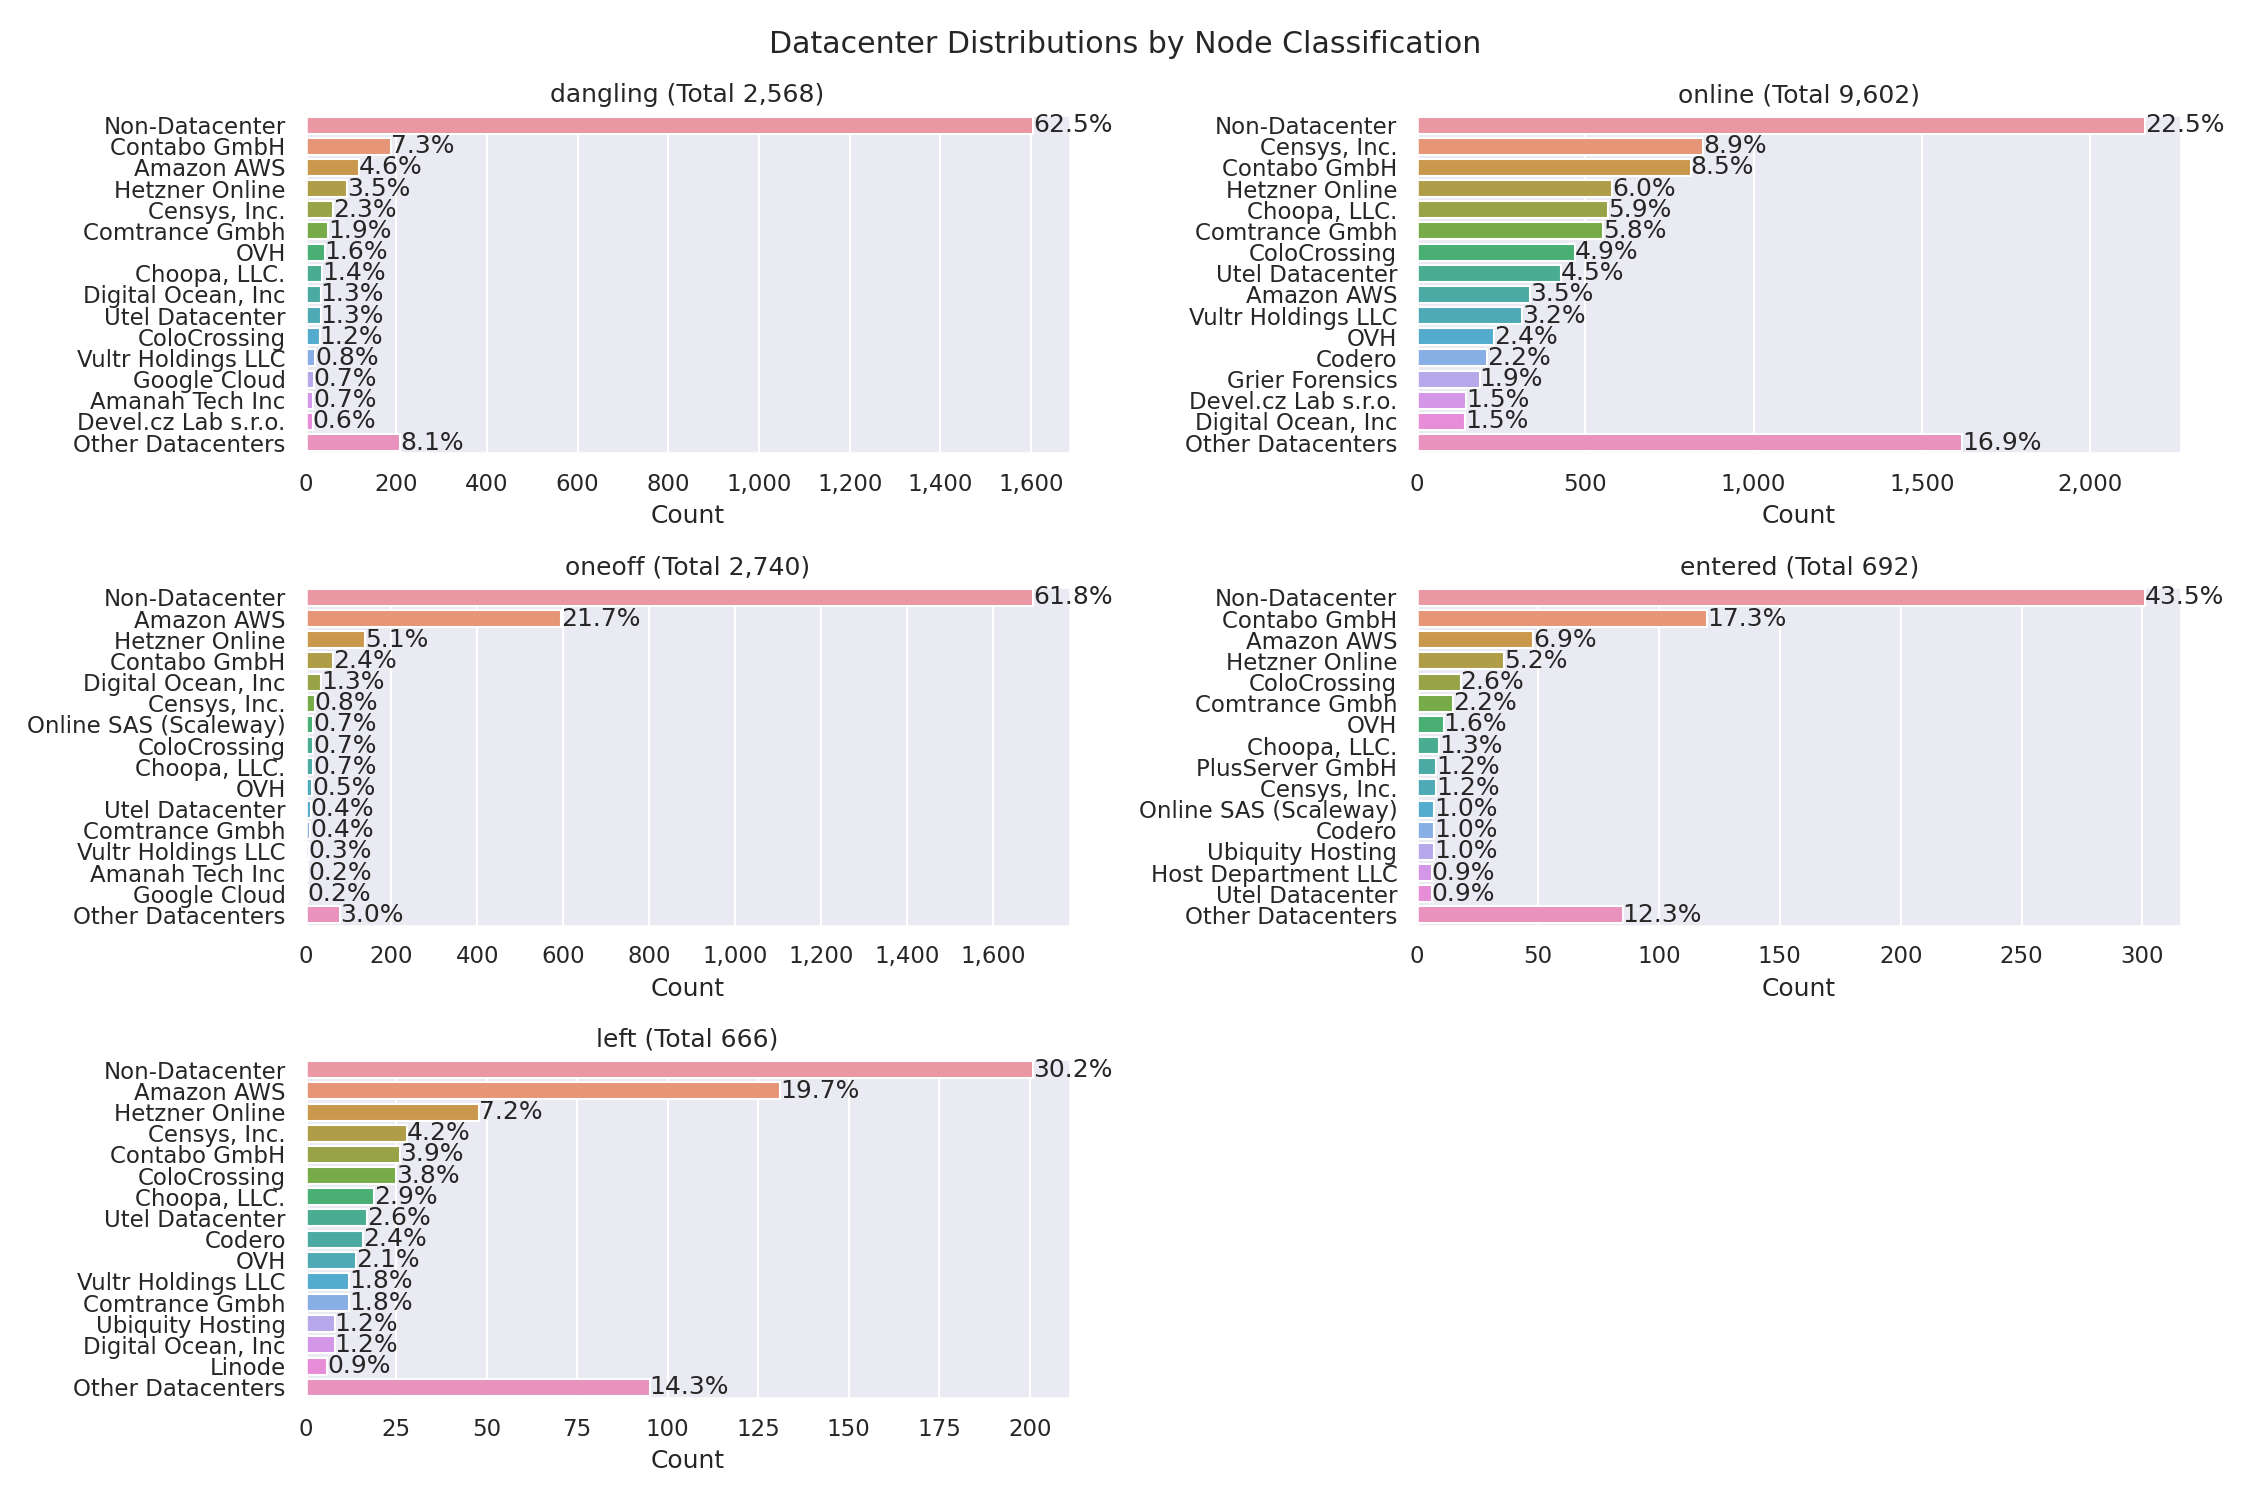 Datacenter Distributions by Node Classification
dangling (Total 2,568)
Non-Datacenter 62.5%
Contabo GmbH 7.3%
Amazon AWS 4.6%
Hetzner Online 3.5%
Censys, Inc. 2.3%
Comtrance Gmbh 1.9%
OVH 1.6%
Choopa, LLC. 1.4%
Digital Ocean, Inc 1.3%
Utel Datacenter 1.3%
ColoCrossing 1.2%
Vultr Holdings LLC 0.8%
Google Cloud 0.7%
Amanah Tech Inc 0.7%
Devel.cz Lab s.r.o. 0.6%
Other Datacenters 8.1%
0 200 400 600 800 1,000 1,200 1,400 1,600
Count
online (Total 9,602)
Non-Datacenter 22.5%
Censys, Inc. 8.9%
Contabo GmbH 8.5%
Hetzner Online 6.0%
Choopa, LLC. 5.9%
Comtrance Gmbh 5.8%
ColoCrossing 4.9%
Utel Datacenter 4.5%
Amazon AWS 3.5%
Vultr Holdings LLC 3.2%
OVH 2.4%
Codero 2.2%
Grier Forensics 1.9%
Devel.cz Lab s.r.o. 1.5%
Digital Ocean, Inc 1.5%
Other Datacenters 16.9%
0 500 1,000 1,500 2,000
Count
oneoff (Total 2,740)
Non-Datacenter 61.8%
Amazon AWS 21.7%
Hetzner Online 5.1%
Contabo GmbH 2.4%
Digital Ocean, Inc 1.3%
Censys, Inc. 0.8%
Online SAS (Scaleway) 0.7%
ColoCrossing 0.7%
Choopa, LLC. 0.7%
OVH 0.5%
Utel Datacenter 0.4%
Comtrance Gmbh 0.4%
Vultr Holdings LLC 0.3%
Amanah Tech Inc 0.2%
Google Cloud 0.2%
Other Datacenters 3.0%
0 200 400 600 800 1,000 1,200 1,400 1,600
Count
entered (Total 692)
Non-Datacenter 43.5%
Contabo GmbH 17.3%
Amazon AWS 6.9%
Hetzner Online 5.2%
ColoCrossing 2.6%
Comtrance Gmbh 2.2%
OVH 1.6%
Choopa, LLC. 1.3%
PlusServer GmbH 1.2%
Censys, Inc. 1.2%
Online SAS (Scaleway) 1.0%
Codero 1.0%
Ubiquity Hosting 1.0%
Host Department LLC 0.9%
Utel Datacenter 0.9%
Other Datacenters 12.3%
0 50 100 150 200 250 300
Count
left (Total 666)
Non-Datacenter 30.2%
Amazon AWS 19.7%
Hetzner Online 7.2%
Censys, Inc. 4.2%
Contabo GmbH 3.9%
ColoCrossing 3.8%
Choopa, LLC. 2.9%
Utel Datacenter 2.6%
Codero 2.4%
OVH 2.1%
Vultr Holdings LLC 1.8%
Comtrance Gmbh 1.8%
Ubiquity Hosting 1.2%
Digital Ocean, Inc 1.2%
Linode 0.9%
Other Datacenters 14.3%
0 25 50 75 100 125 150 175 200
Count